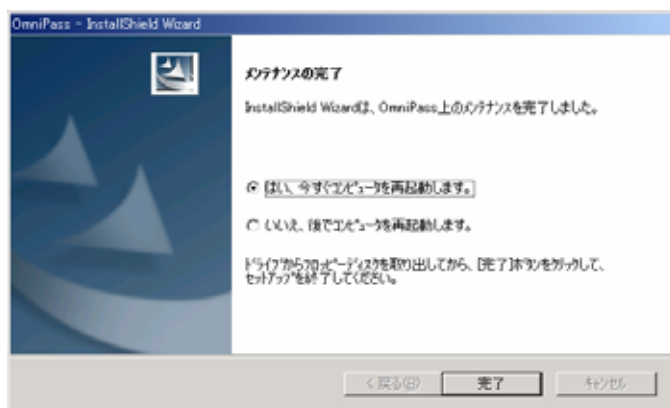 OmniPass - InstallShield Wizard
メンテナンスの完了
InstallShield Wizardは、OmniPass上のメンテナンスを完了しました。
はい、今すぐコンピュータを再起動します。
いいえ、後でコンピュータを再起動します。
ドライブからフロッピーディスクを取り出してから、[完了]ボタンをクリックして、
セットアップを終了してください。
< 戻る(B)
完了
キャンセル